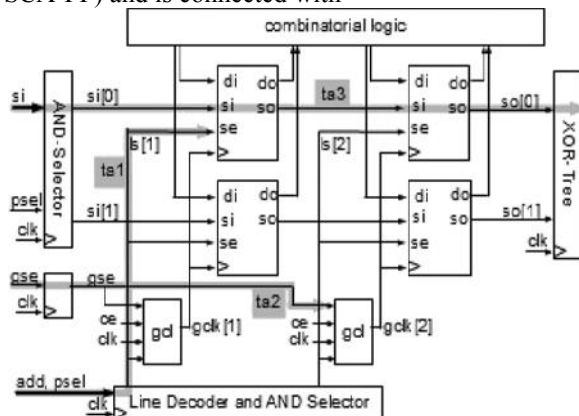 SCAFF) and is connected with
combinatorial logic
di do
si so
se
di do
si so
se
si
AND-Selector
si[0]
ls[1]
ta3
ls[2]
so[0]
XOR-Tree
ta1
psel
clk
si[1]
di do
si so
se
di do
si so
se
so[1]
clk
gse
clk
gse
ta2
ce
clk
gcl
gclk[1]
ce
clk
gcl
gclk[2]
add, psel
clk
Line Decoder and AND Selector